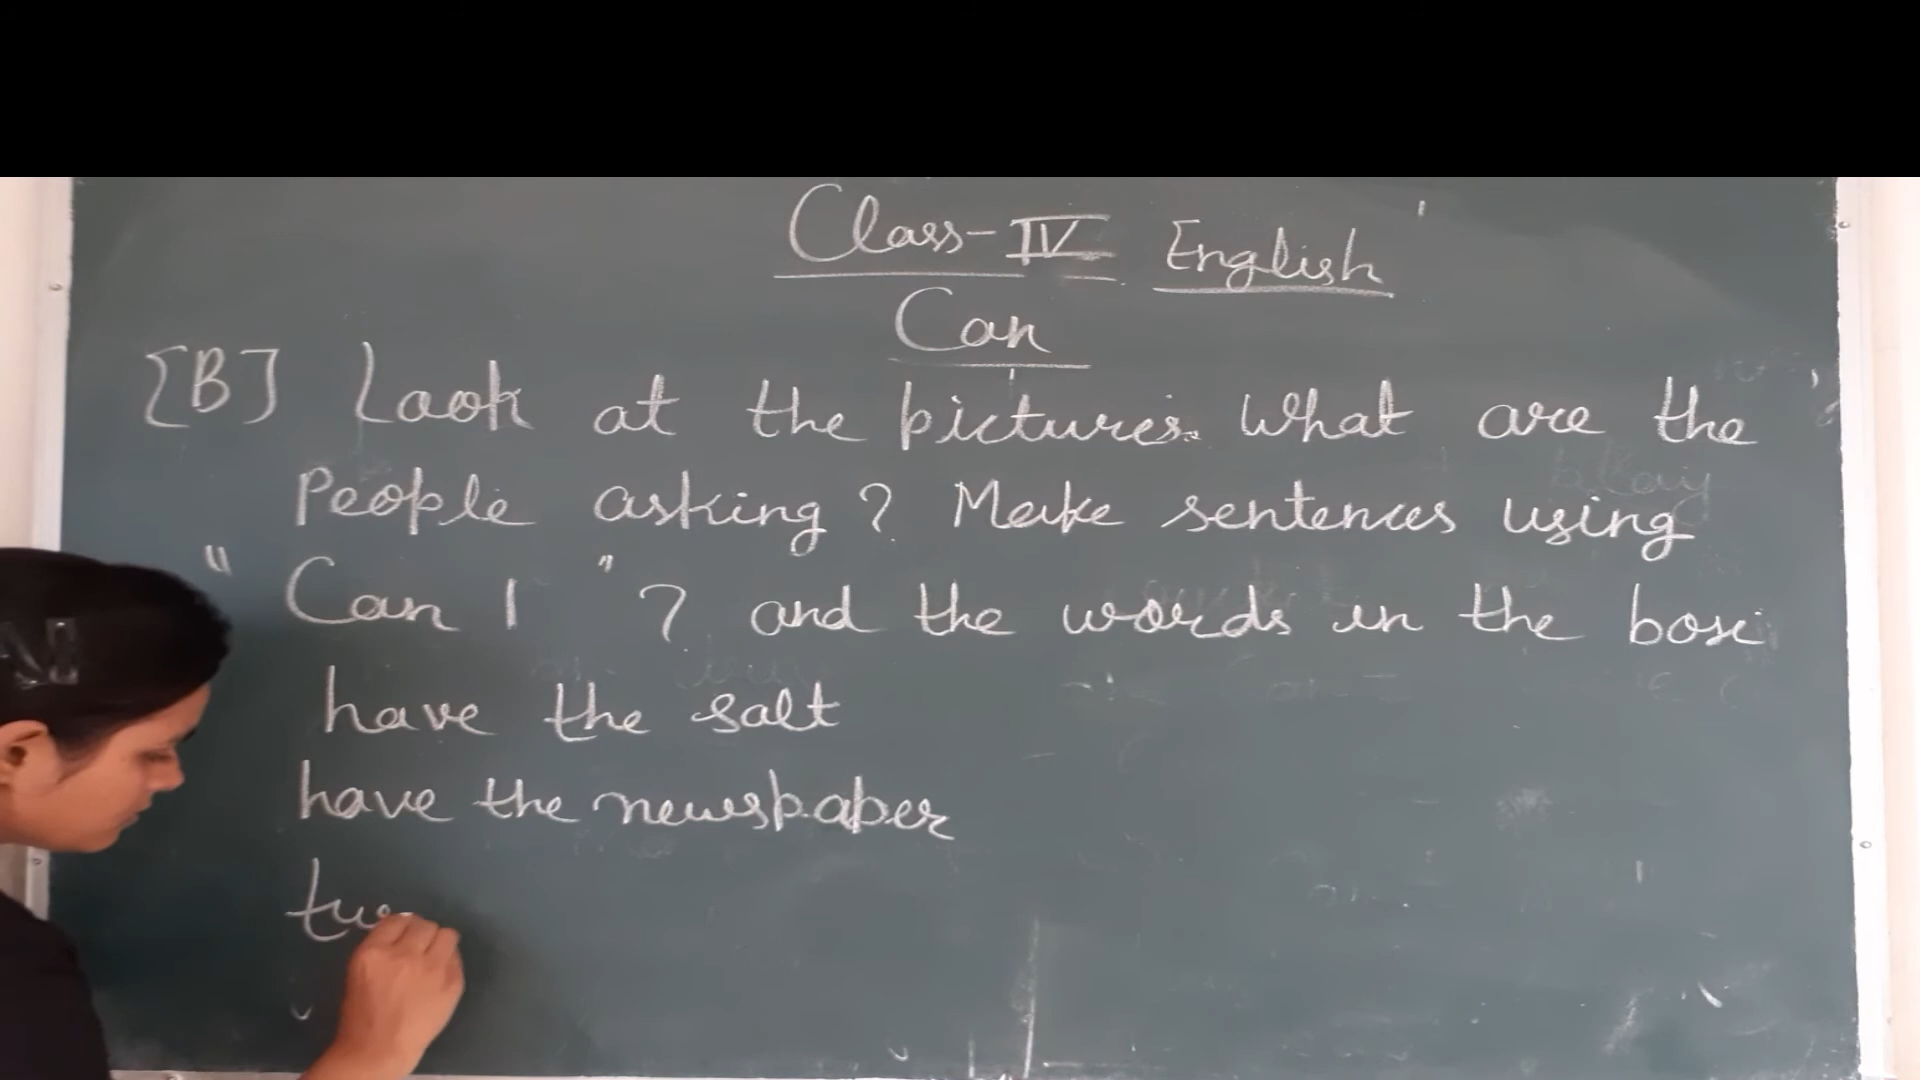 Class-IV English
Can
[B] Look at the pictures. What are the
People asking? Make sentences using
"Can I" ? and the words in the box
have the salt
have the newspaper